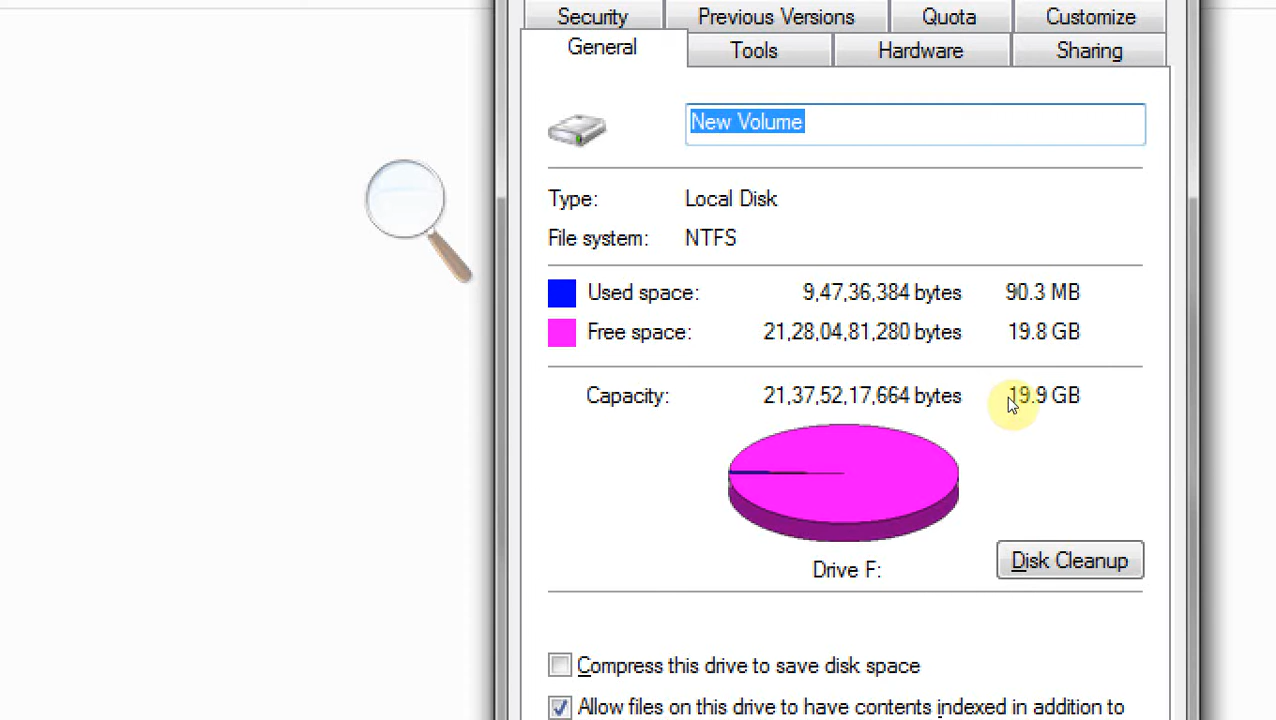 Security Previous Versions Quota Customize
General Tools Hardware Sharing
New Volume
Type: Local Disk
File system: NTFS
Used space: 9,47,36,384 bytes 90.3 MB
Free space: 21,28,04,81,280 bytes 19.8 GB
Capacity: 21,37,52,17,664 bytes 19.9 GB
Drive F: Disk Cleanup
Compress this drive to save disk space
Allow files on this drive to have contents indexed in addition to